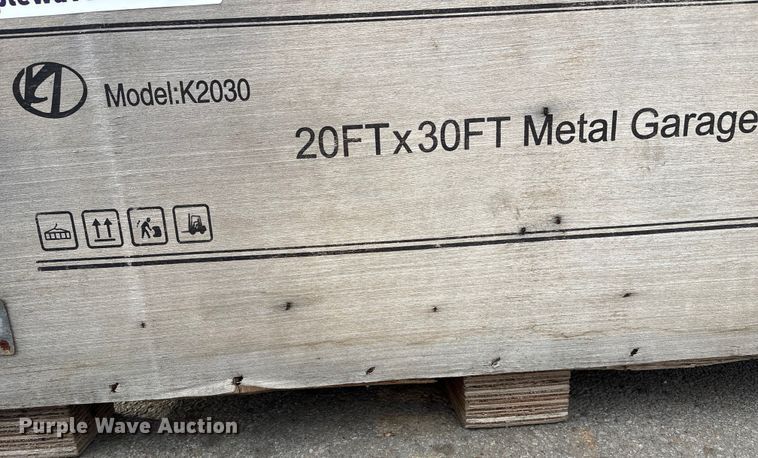 Model:K2030
20FTx30FT Metal Garage
Purple Wave Auction